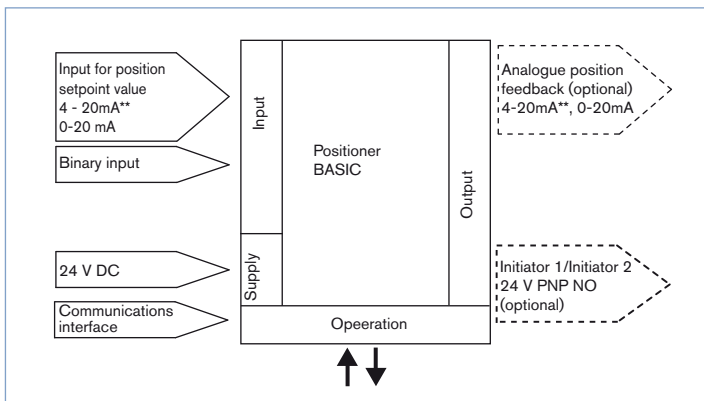 Input for position
setpoint value
4 - 20mA**
0-20 mA
Binary input
24 V DC
Communications
interface
Input
Supply
Positioner
BASIC
Output
Opeeration
Analogue position
feedback (optional)
4-20mA**, 0-20mA
Initiator 1/Initiator 2
24 V PNP NO
(optional)